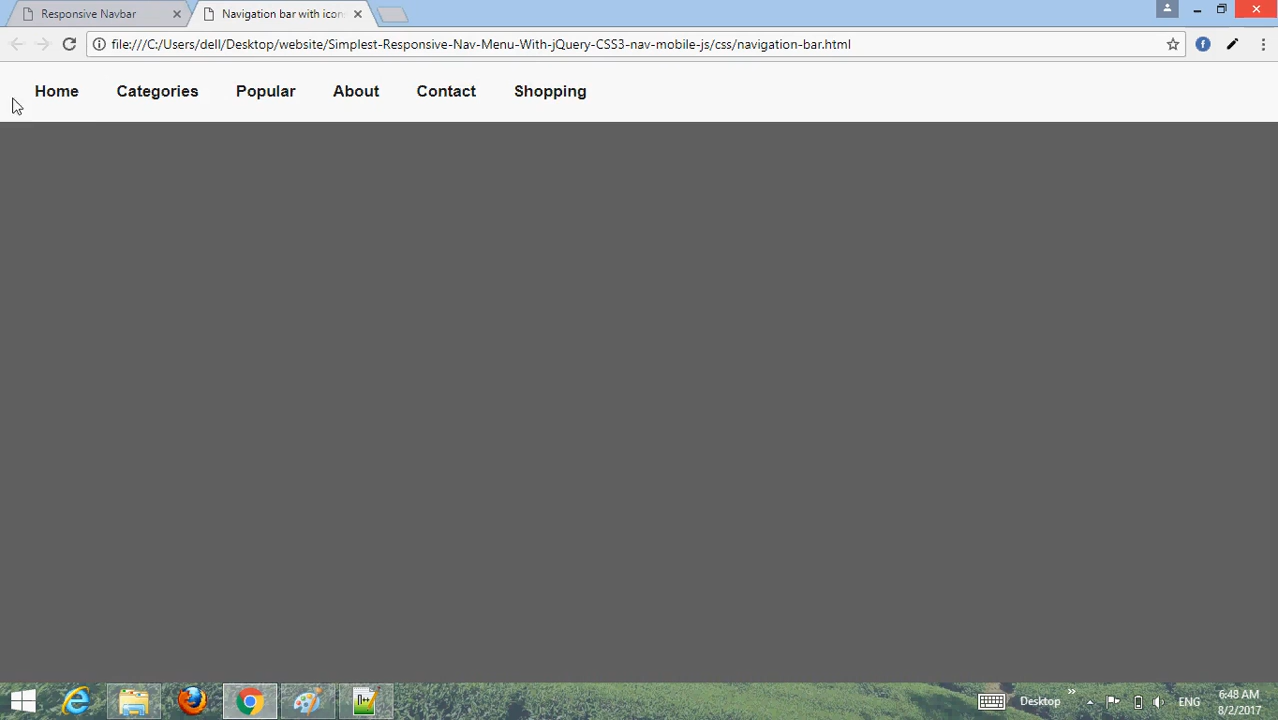 Responsive Navbar
Navigation bar with icon
file:///C:/Users/dell/Desktop/website/Simplest-Responsive-Nav-Menu-With-jQuery-CSS3-nav-mobile-js/css/navigation-bar.html
Home Categories Popular About Contact Shopping
Desktop
ENG
6:48 AM
8/2/2017